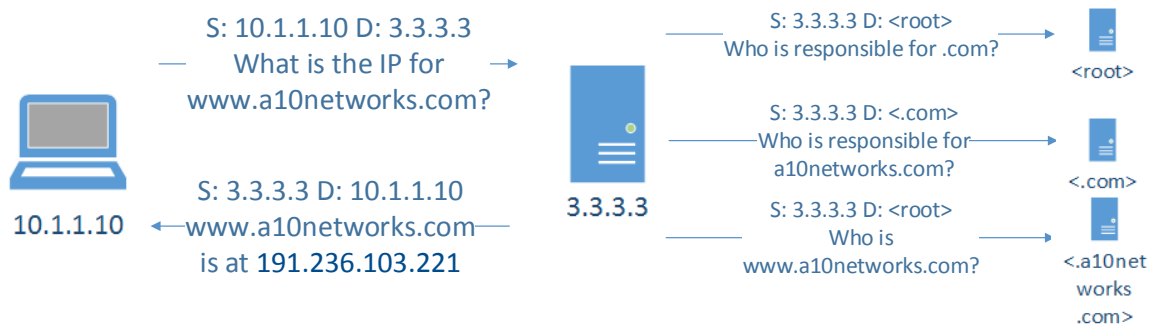 S: 10.1.1.10 D: 3.3.3.3
What is the IP for
www.a10networks.com?
10.1.1.10
S: 3.3.3.3 D: 10.1.1.10
www.a10networks.com
is at 191.236.103.221
3.3.3.3
S: 3.3.3.3 D: <root>
Who is responsible for .com?
<root>
S: 3.3.3.3 D: <.com>
Who is responsible for
a10networks.com?
<.com>
S: 3.3.3.3 D: <root>
Who is
www.a10networks.com?
<.a10net
works
.com>